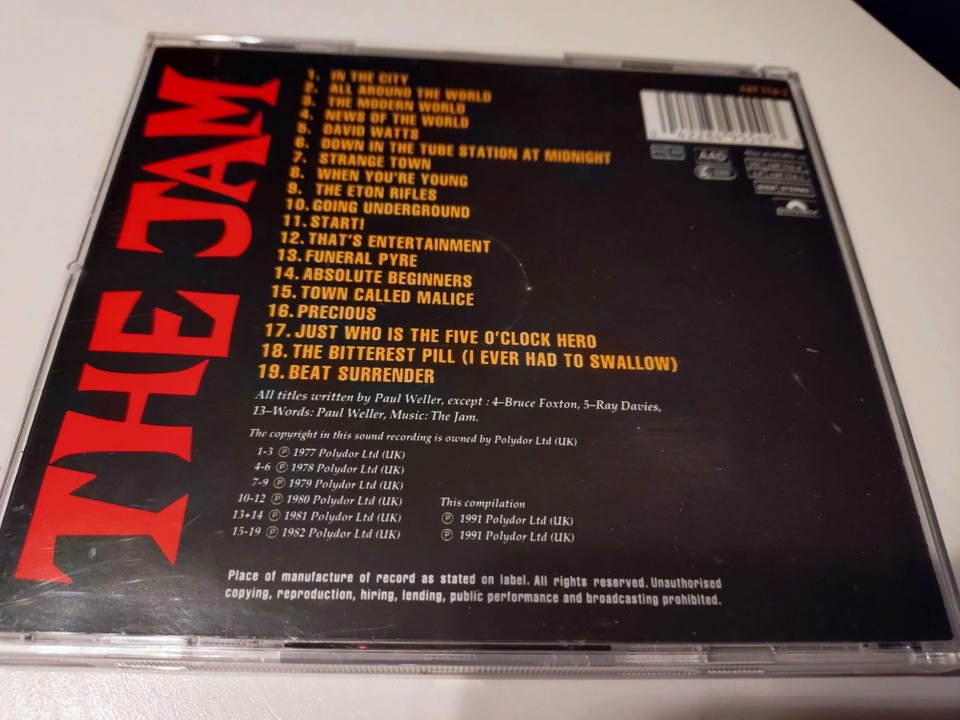 THE JAM
1. IN THE CITY
2. ALL AROUND THE WORLD
3. THE MODERN WORLD
4. NEWS OF THE WORLD
5. DAVID WATTS
6. DOWN IN THE TUBE STATION AT MIDNIGHT
7. STRANGE TOWN
8. WHEN YOU'RE YOUNG
9. THE ETON RIFLES
10. GOING UNDERGROUND
11. START!
12. THAT'S ENTERTAINMENT
13. FUNERAL PYRE
14. ABSOLUTE BEGINNERS
15. TOWN CALLED MALICE
16. PRECIOUS
17. JUST WHO IS THE FIVE O'CLOCK HERO
18. THE BITTEREST PILL (I EVER HAD TO SWALLOW)
19. BEAT SURRENDER
All titles written by Paul Weller, except : 4–Bruce Foxton, 5–Ray Davies,
13–Words: Paul Weller, Music: The Jam.
The copyright in this sound recording is owned by Polydor Ltd (UK)
1-3 ℗ 1977 Polydor Ltd (UK)
4-6 ℗ 1978 Polydor Ltd (UK)
7-9 ℗ 1979 Polydor Ltd (UK)
10-12 ℗ 1980 Polydor Ltd (UK)
13+14 ℗ 1981 Polydor Ltd (UK)
15-19 ℗ 1982 Polydor Ltd (UK)
This compilation
℗ 1991 Polydor Ltd (UK)
℗ 1991 Polydor Ltd (UK)
Place of manufacture of record as stated on label. All rights reserved. Unauthorised
copying, reproduction, hiring, lending, public performance and broadcasting prohibited.
AAD